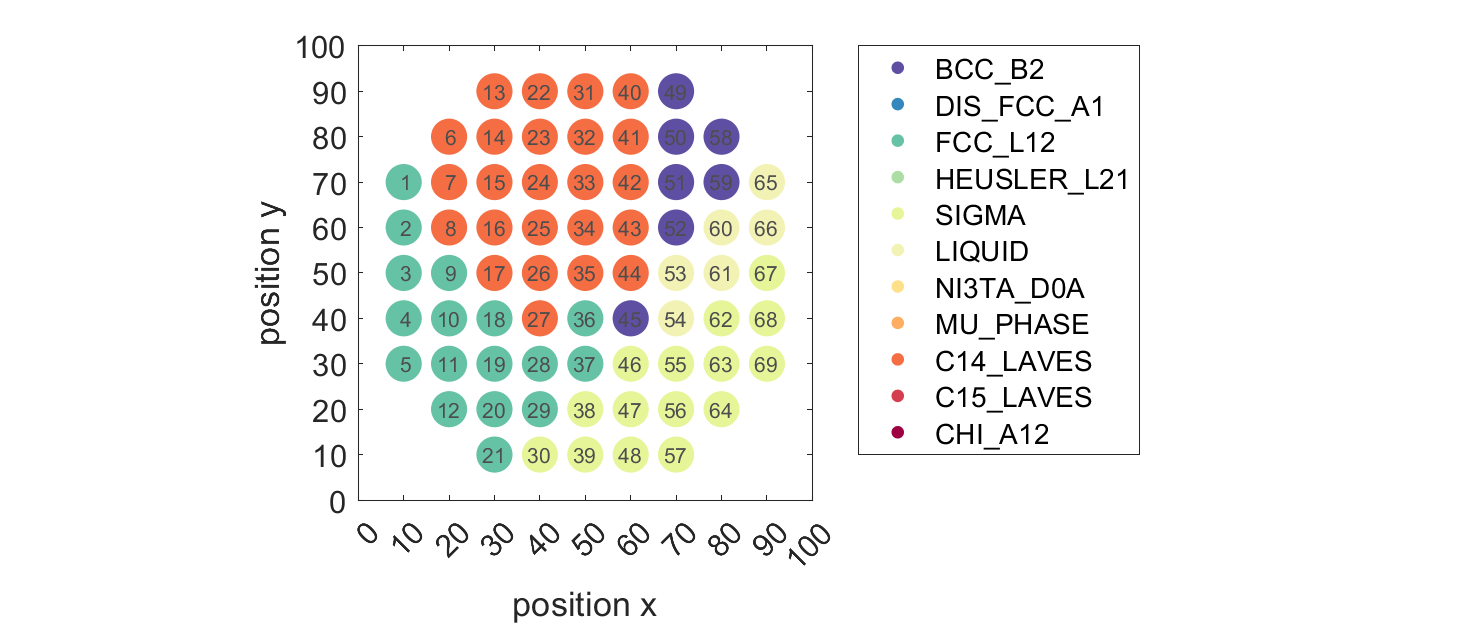 100
90
80
70
60
50
40
30
20
10
0
position y
13 22 31 40 49
6 14 23 32 41 50 58
1 7 15 24 33 42 51 59 65
2 8 16 25 34 43 52 60 66
3 9 17 26 35 44 53 61 67
4 10 18 27 36 45 54 62 68
5 11 19 28 37 46 55 63 69
12 20 29 38 47 56 64
21 30 39 48 57
0 10 20 30 40 50 60 70 80 90 100
position x
BCC_B2
DIS_FCC_A1
FCC_L12
HEUSLER_L21
SIGMA
LIQUID
NI3TA_D0A
MU_PHASE
C14_LAVES
C15_LAVES
CHI_A12